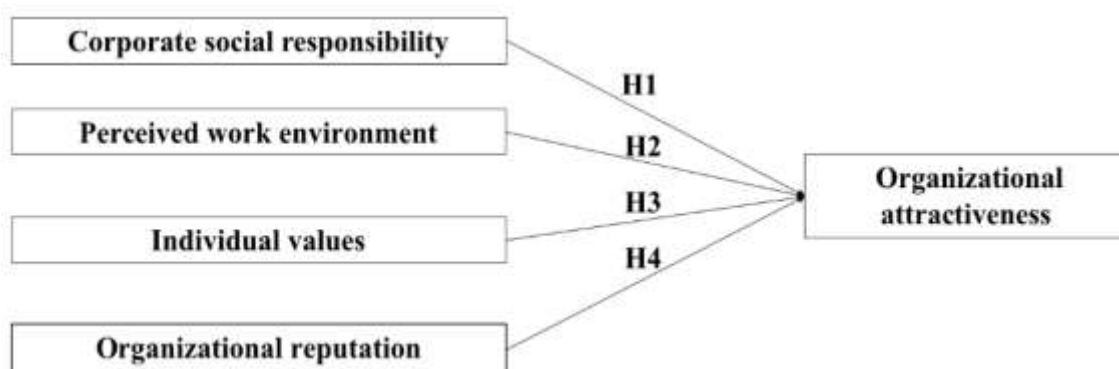 Corporate social responsibility
H1
Perceived work environment
H2
Individual values
H3
Organizational reputation
H4
Organizational
attractiveness